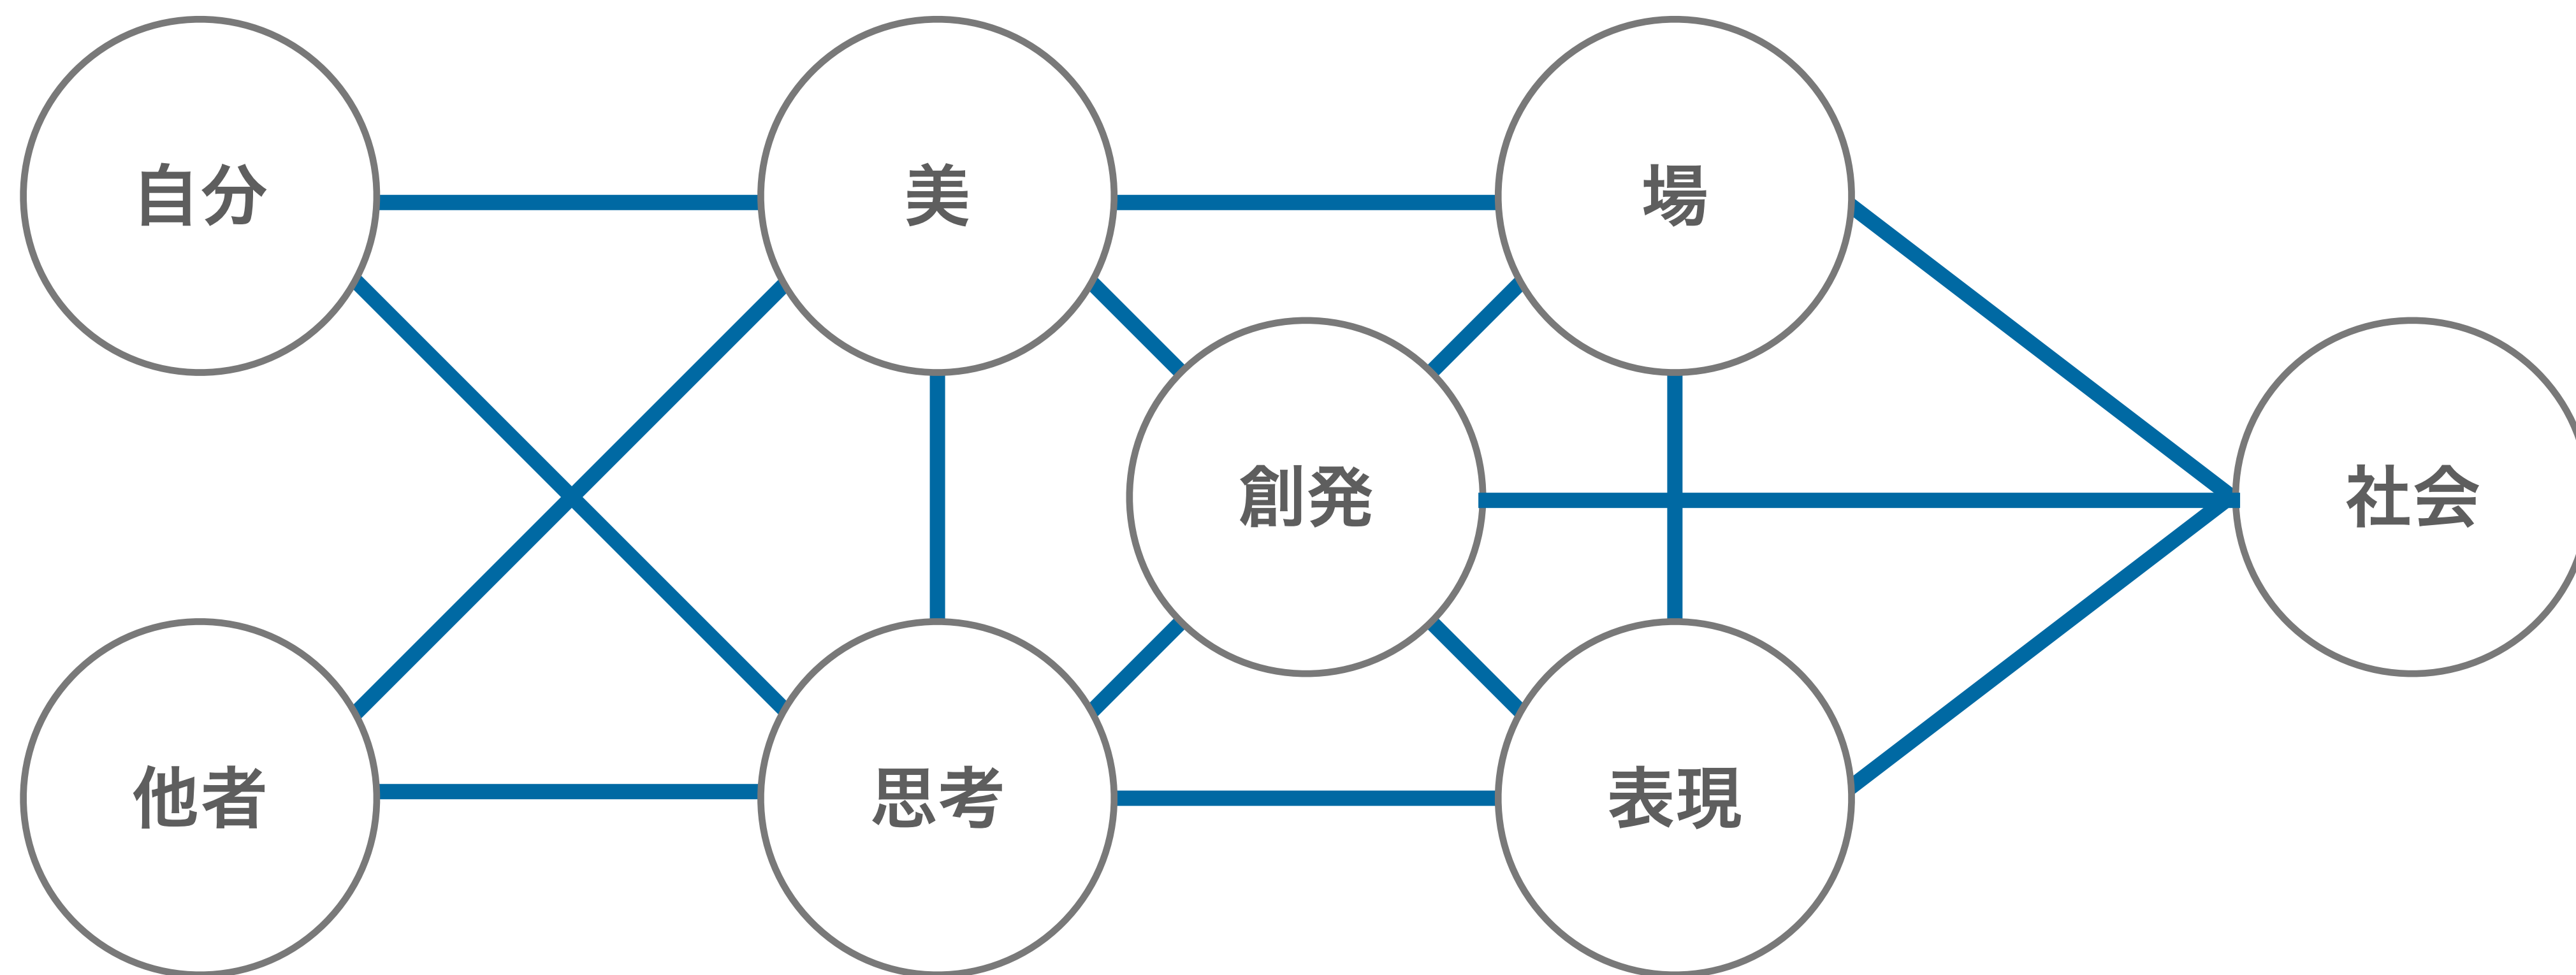 自分
美
場
創発
社会
他者
思考
表現